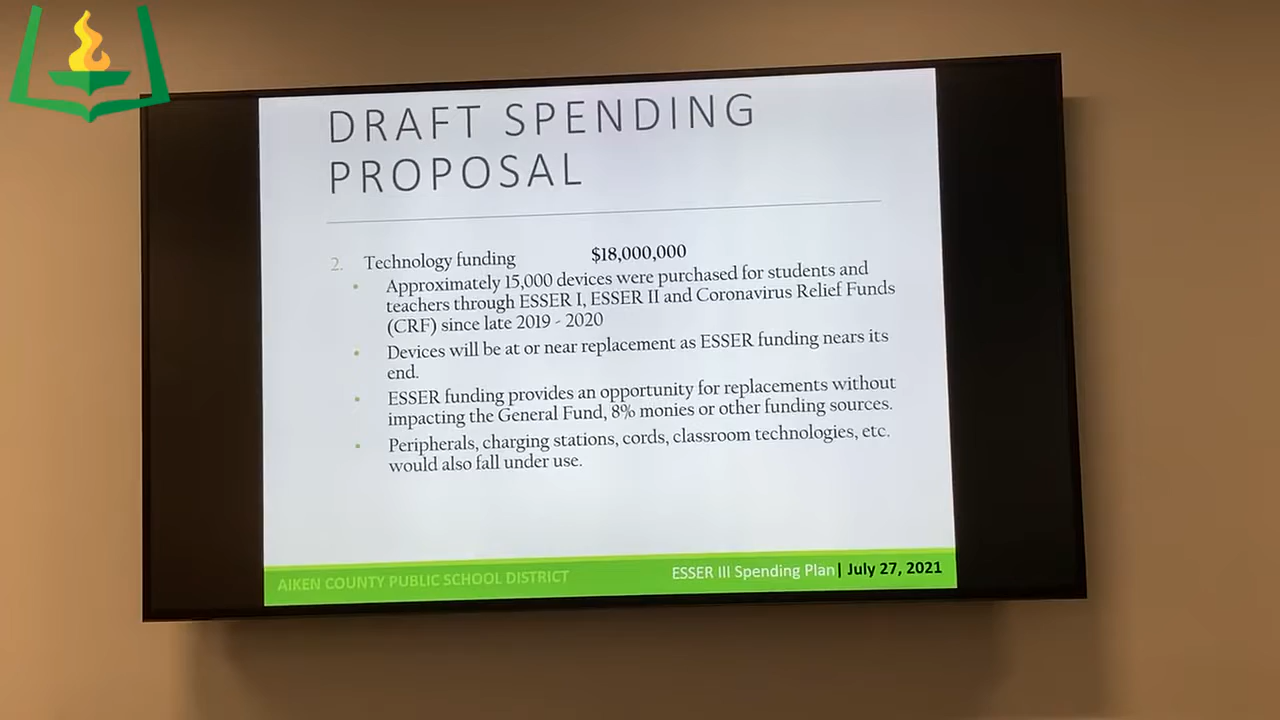 DRAFT SPENDING
PROPOSAL
2. Technology funding $18,000,000
• Approximately 15,000 devices were purchased for students and
teachers through ESSER I, ESSER II and Coronavirus Relief Funds
(CRF) since late 2019 - 2020
• Devices will be at or near replacement as ESSER funding nears its
end.
• ESSER funding provides an opportunity for replacements without
impacting the General Fund, 8% monies or other funding sources.
• Peripherals, charging stations, cords, classroom technologies, etc.
would also fall under use.
AIKEN COUNTY PUBLIC SCHOOL DISTRICT ESSER III Spending Plan | July 27, 2021